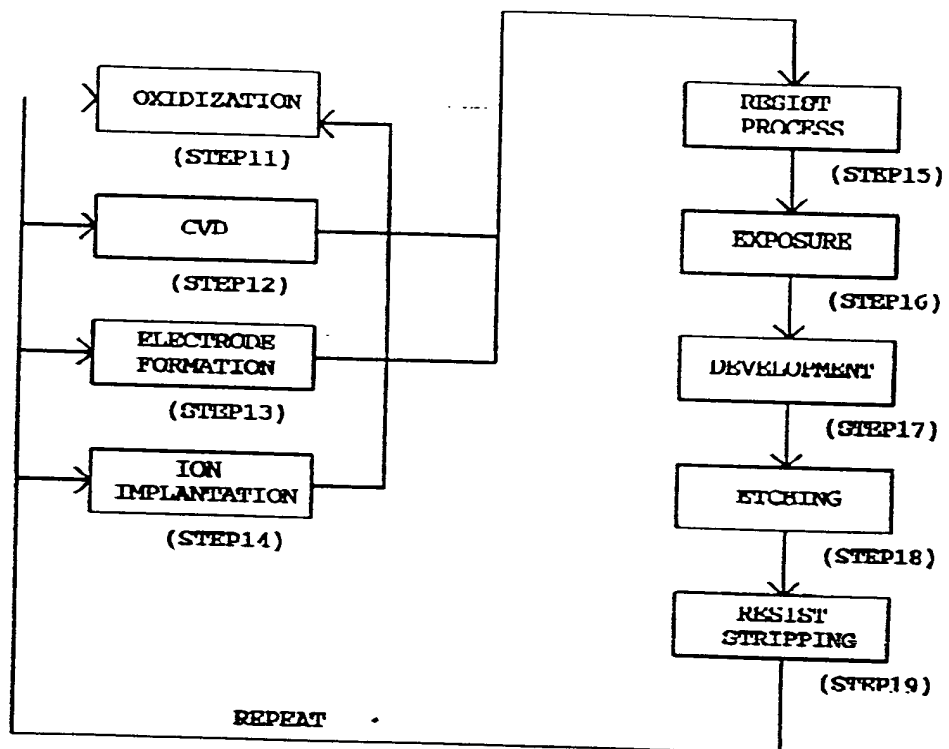 OXIDIZATION
(STEP11)
CVD
(STEP12)
ELECTRODE
FORMATION
(STEP13)
ION
IMPLANTATION
(STEP14)
RESIST
PROCESS
(STEP15)
EXPOSURE
(STEP16)
DEVELOPMENT
(STEP17)
ETCHING
(STEP18)
RESIST
STRIPPING
(STEP19)
REPEAT